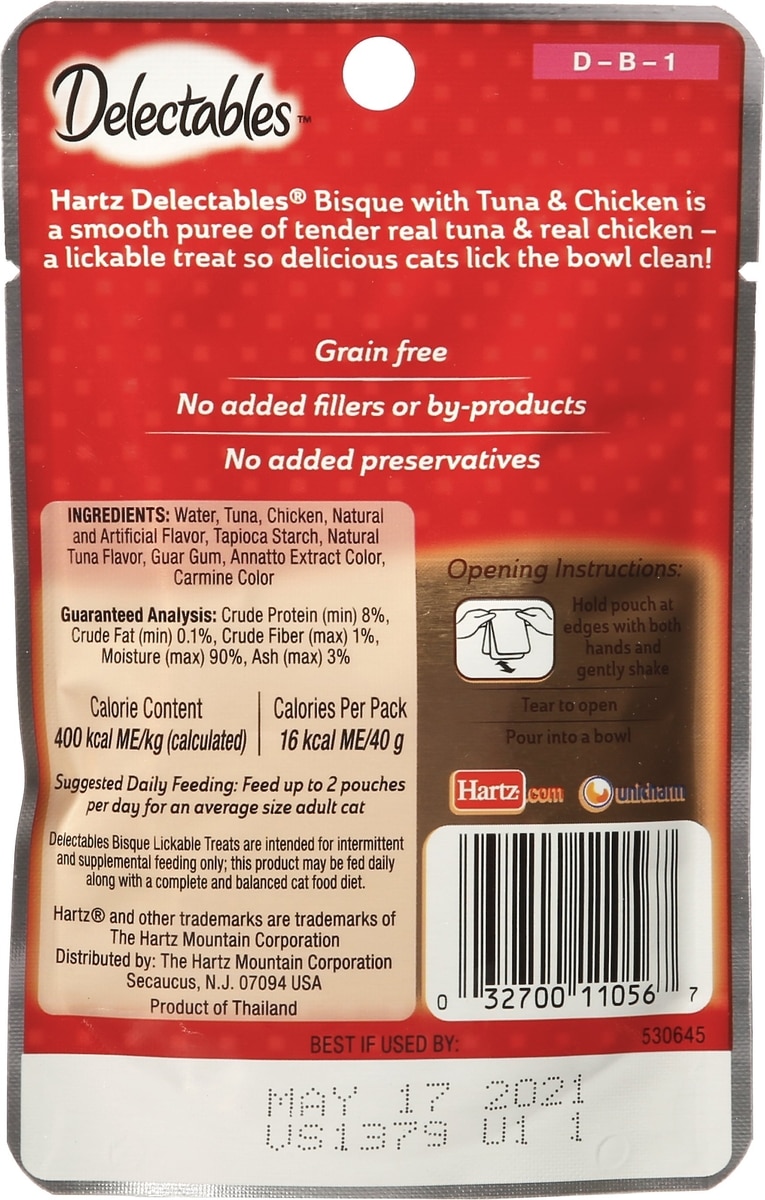 D – B – 1
Delectables™
Hartz Delectables® Bisque with Tuna & Chicken is
a smooth puree of tender real tuna & real chicken –
a lickable treat so delicious cats lick the bowl clean!
Grain free
No added fillers or by-products
No added preservatives
INGREDIENTS: Water, Tuna, Chicken, Natural
and Artificial Flavor, Tapioca Starch, Natural
Tuna Flavor, Guar Gum, Annatto Extract Color,
Carmine Color
Guaranteed Analysis: Crude Protein (min) 8%,
Crude Fat (min) 0.1%, Crude Fiber (max) 1%,
Moisture (max) 90%, Ash (max) 3%
Calorie Content
400 kcal ME/kg (calculated)
Calories Per Pack
16 kcal ME/40 g
Suggested Daily Feeding: Feed up to 2 pouches
per day for an average size adult cat
Delectables Bisque Lickable Treats are intended for intermittent
and supplemental feeding only; this product may be fed daily
along with a complete and balanced cat food diet.
Hartz® and other trademarks are trademarks of
The Hartz Mountain Corporation
Distributed by: The Hartz Mountain Corporation
Secaucus, N.J. 07094 USA
Product of Thailand
Opening Instructions:
Hold pouch at
edges with both
hands and
gently shake
Tear to open
Pour into a bowl
Hartz.com
unicharm
0 32700 11056 7
530645
BEST IF USED BY:
MAY 17 2021
US1379 U1 1